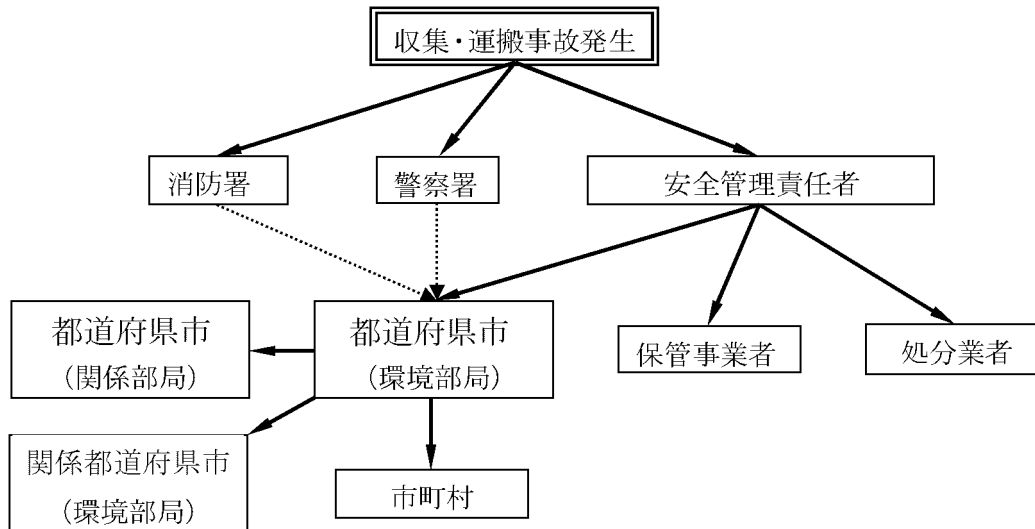 収集・運搬事故発生
消防署
警察署
安全管理責任者
都道府県市
(関係部局)
都道府県市
(環境部局)
保管事業者
処分業者
関係都道府県市
(環境部局)
市町村